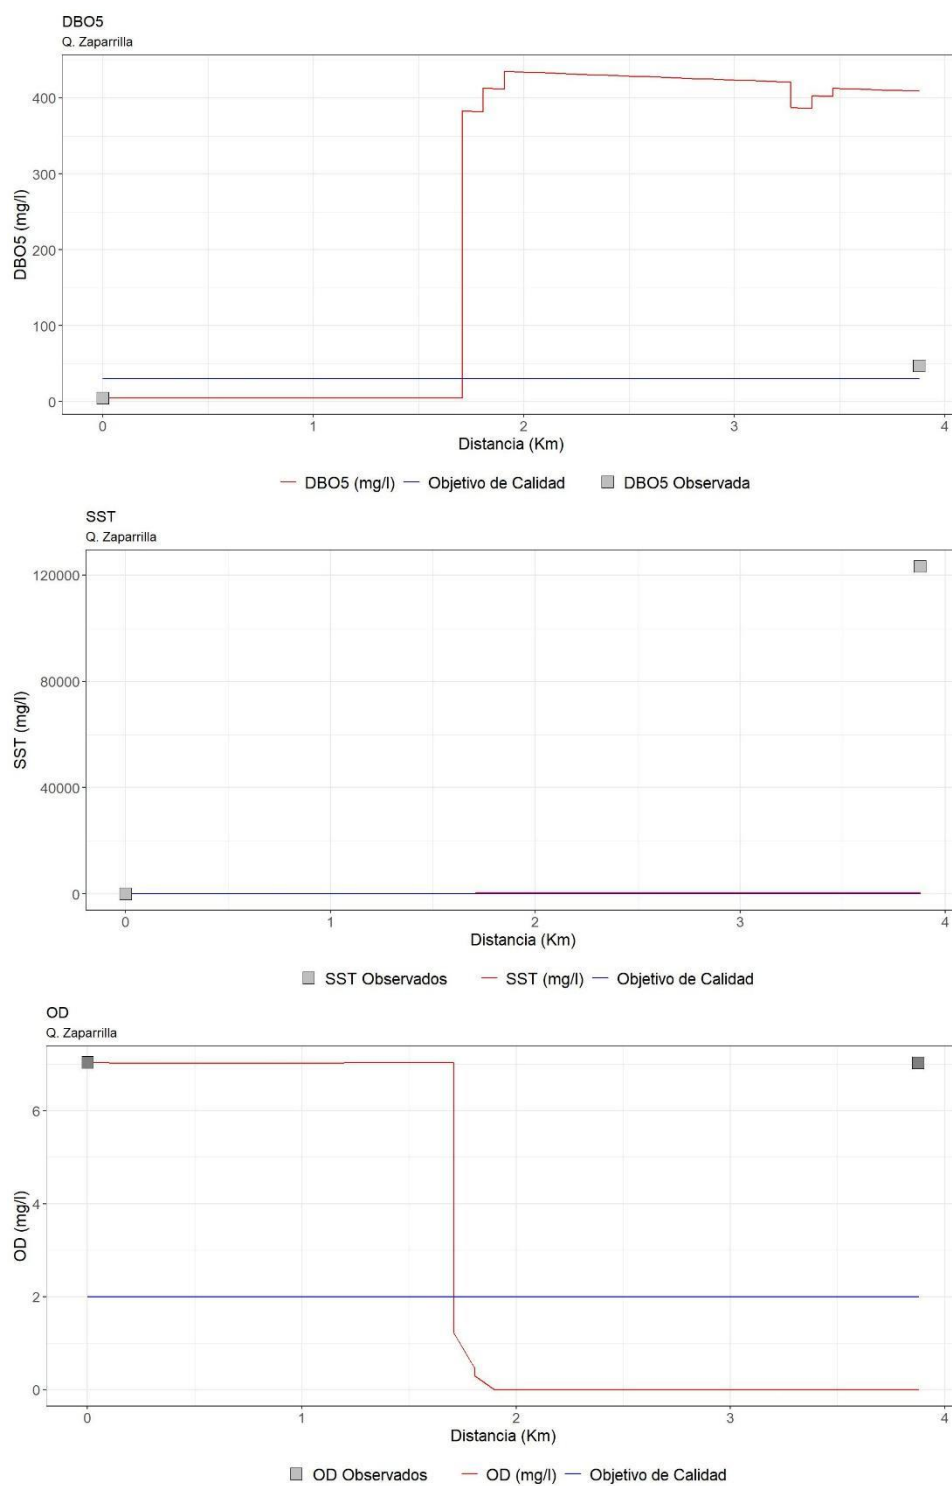 DBO5
Q. Zaparrilla
400
300
200
100
0
DBO5 (mg/l)
0 1 2 3 4
Distancia (Km)
DBO5 (mg/l) Objetivo de Calidad DBO5 Observada
SST
Q. Zaparrilla
120000
80000
40000
0
SST (mg/l)
0 1 2 3 4
Distancia (Km)
SST Observados SST (mg/l) Objetivo de Calidad
OD
Q. Zaparrilla
6
4
2
0
OD (mg/l)
0 1 2 3 4
Distancia (Km)
OD Observados OD (mg/l) Objetivo de Calidad